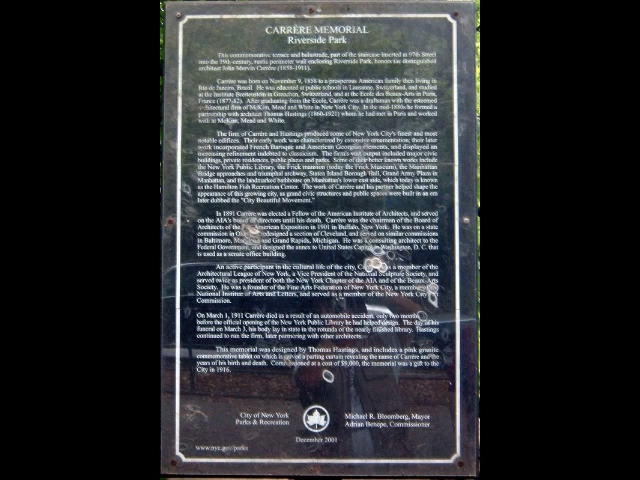 CARRÈRE MEMORIAL
Riverside Park
This commemorative terrace and balustrade, part of the staircase inserted at 97th Street
into the 19th-century, rustic perimeter wall enclosing Riverside Park, honors the distinguished
architect John Merven Carrère (1858-1911).
Carrère was born on November 9, 1858 to a prosperous American family then living in
Rio de Janeiro, Brazil. He was educated at public schools in Lausanne, Switzerland, and studied
at the Institute Breitenstein in Grenchen, Switzerland, and at the Ecole des Beaux-Arts in Paris,
France (1877-82). After graduating from the Ecole, Carrère was a draftsman with the esteemed
architectural firm of McKim, Mead and White in New York City. In the mid-1880s he formed a
partnership with architect Thomas Hastings (1860-1921) whom he had met in Paris and worked
with at McKim, Mead and White.
The firm of Carrère and Hastings produced some of New York City's finest and most
notable edifices. Their early work was characterized by excessive ornamentation; their later
work incorporated French Baroque and American Georgian elements, and displayed an
increasing refinement indebted to classicism. The firm's vast output included major civic
buildings, private residences, public plazas and parks. Some of their better known works include
the New York Public Library, the Frick mansion (today the Frick Museum), the Manhattan
Bridge approaches and triumphal archway, Staten Island Borough Hall, Grand Army Plaza in
Manhattan, and the landmarked bathhouse on Manhattan's lower east side, which today is known
as the Hamilton Fish Recreation Center. The work of Carrère and his partner helped shape the
appearance of this growing city, as grand civic structures and public spaces were built in an era
later dubbed the "City Beautiful Movement."
In 1891 Carrère was elected a Fellow of the American Institute of Architects, and served
on the AIA's board of directors until his death. Carrère was the chairman of the Board of
Architects of the American Exposition in 1901 in Buffalo, New York. He was on a state
commission in redesigned a section of Cleveland, and served on similar commissions
in Baltimore, and Grand Rapids, Michigan. He was a consulting architect to the
Federal Government, and designed the annex to United States Capitol in Washington, D. C. that
is used as a senate office building.
An active participant in the cultural life of the city, was a member of the
Architectural League of New York, a Vice President of the National Sculpture Society, and
served twice as president of both the New York Chapter of the AIA and of the Beaux-Arts
Society. He was a founder of the Fine Arts Federation of New York City, a member of
National Institute of Arts and Letters, and served as a member of the New York City
Commission.
On March 1, 1911 Carrère died as a result of an automobile accident, only two months
before the official opening of the New York Public Library he had helped design. The day of his
funeral on March 3, his body lay in state in the rotunda of the nearly finished library. Hastings
continued to run the firm, later partnering with other architects.
This memorial was designed by Thomas Hastings, and includes a pink granite
commemorative tablet on which is carved a parting curtain revealing the name of Carrère and the
years of his birth and death. Commissioned at a cost of $9,000, the memorial was a gift to the
City in 1916.
City of New York
Parks & Recreation
Michael R. Bloomberg, Mayor
Adrian Benepe, Commissioner
December 2001
www.nyc.gov/parks